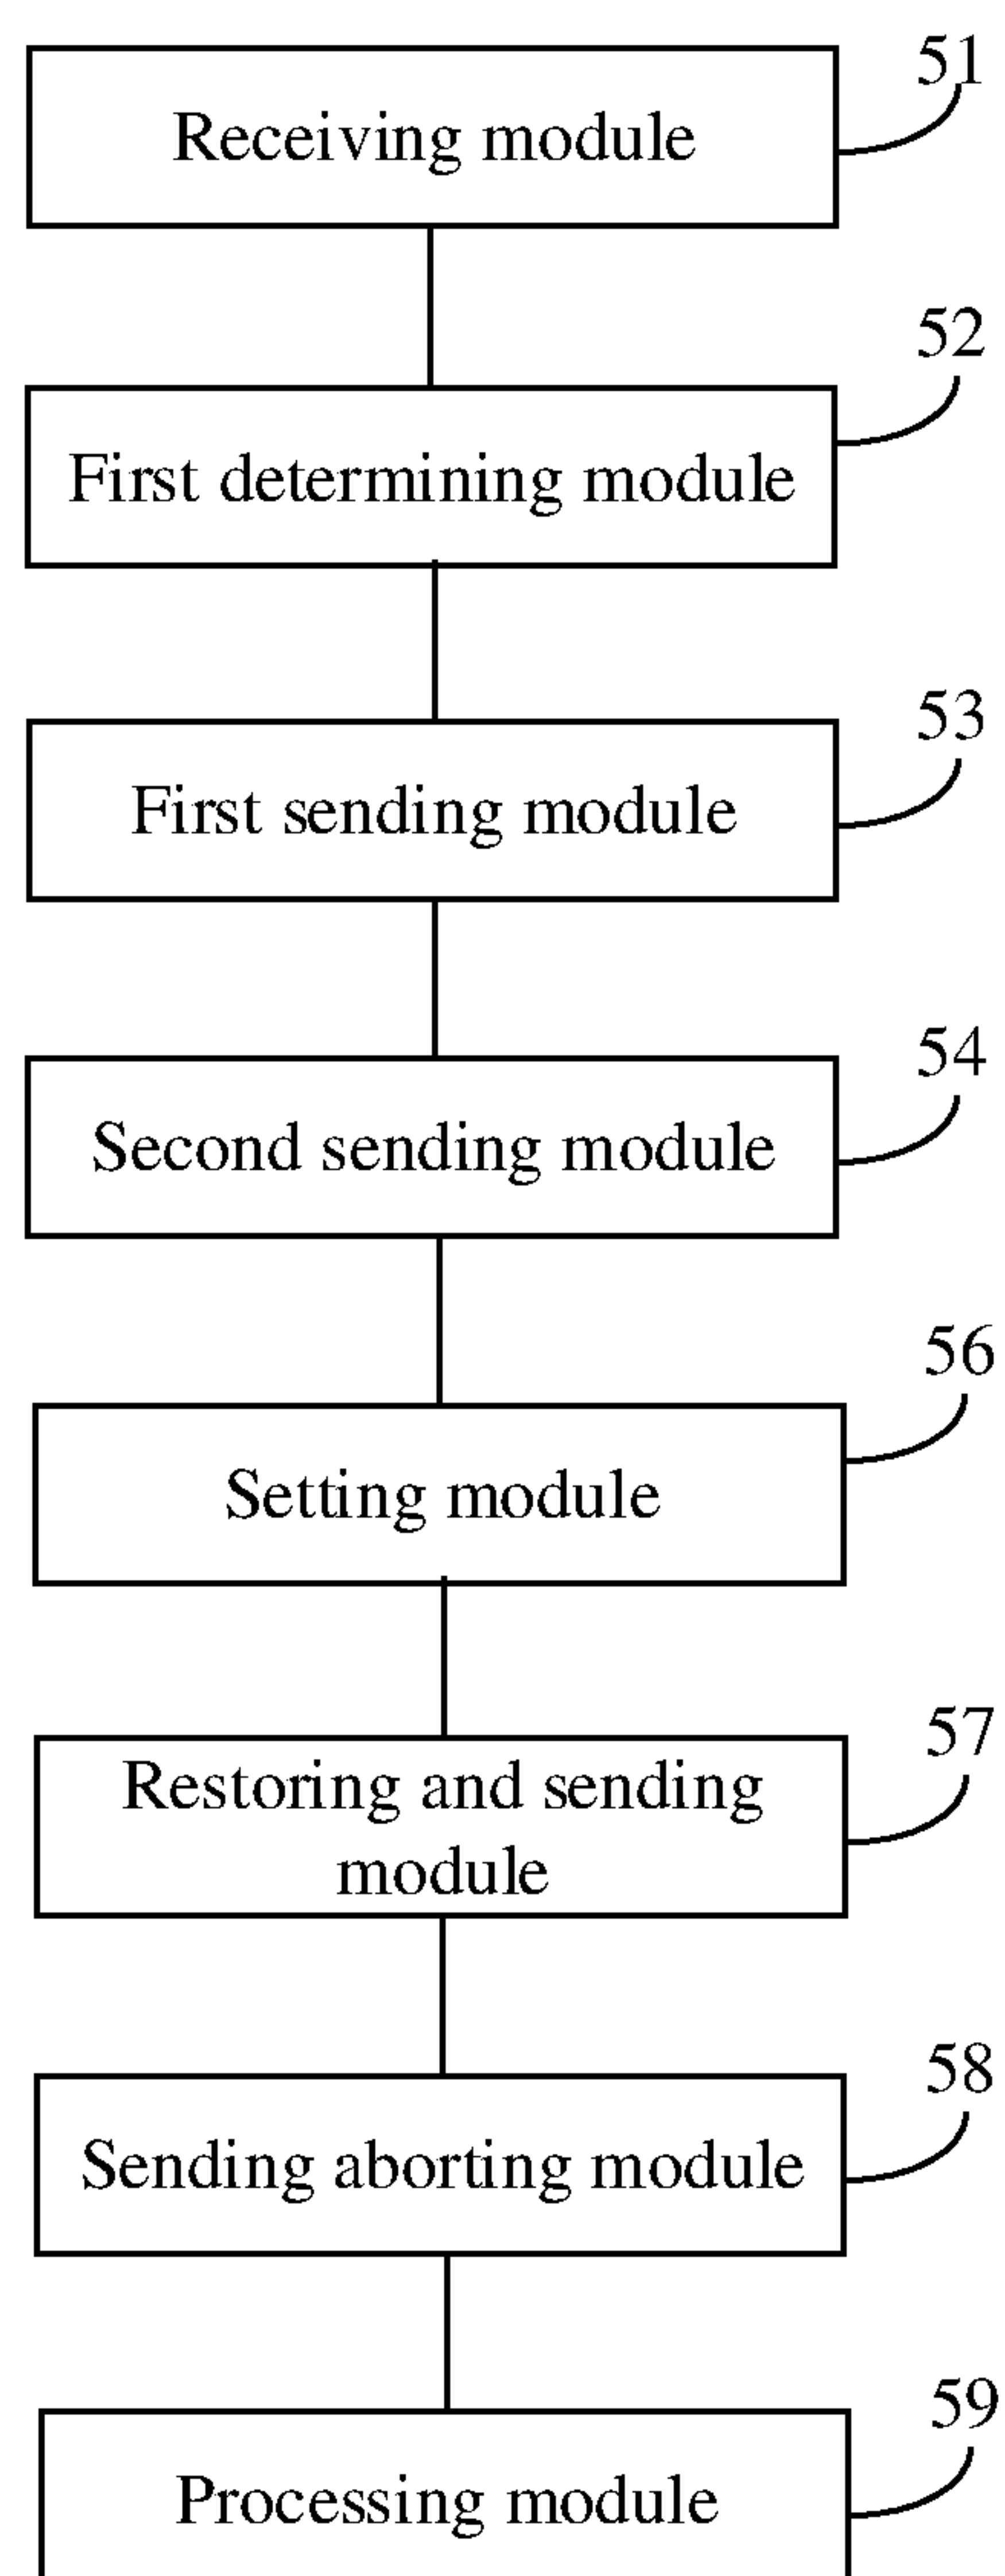 51
Receiving module
52
First determining module
53
First sending module
54
Second sending module
56
Setting module
57
Restoring and sending
module
58
Sending aborting module
59
Processing module